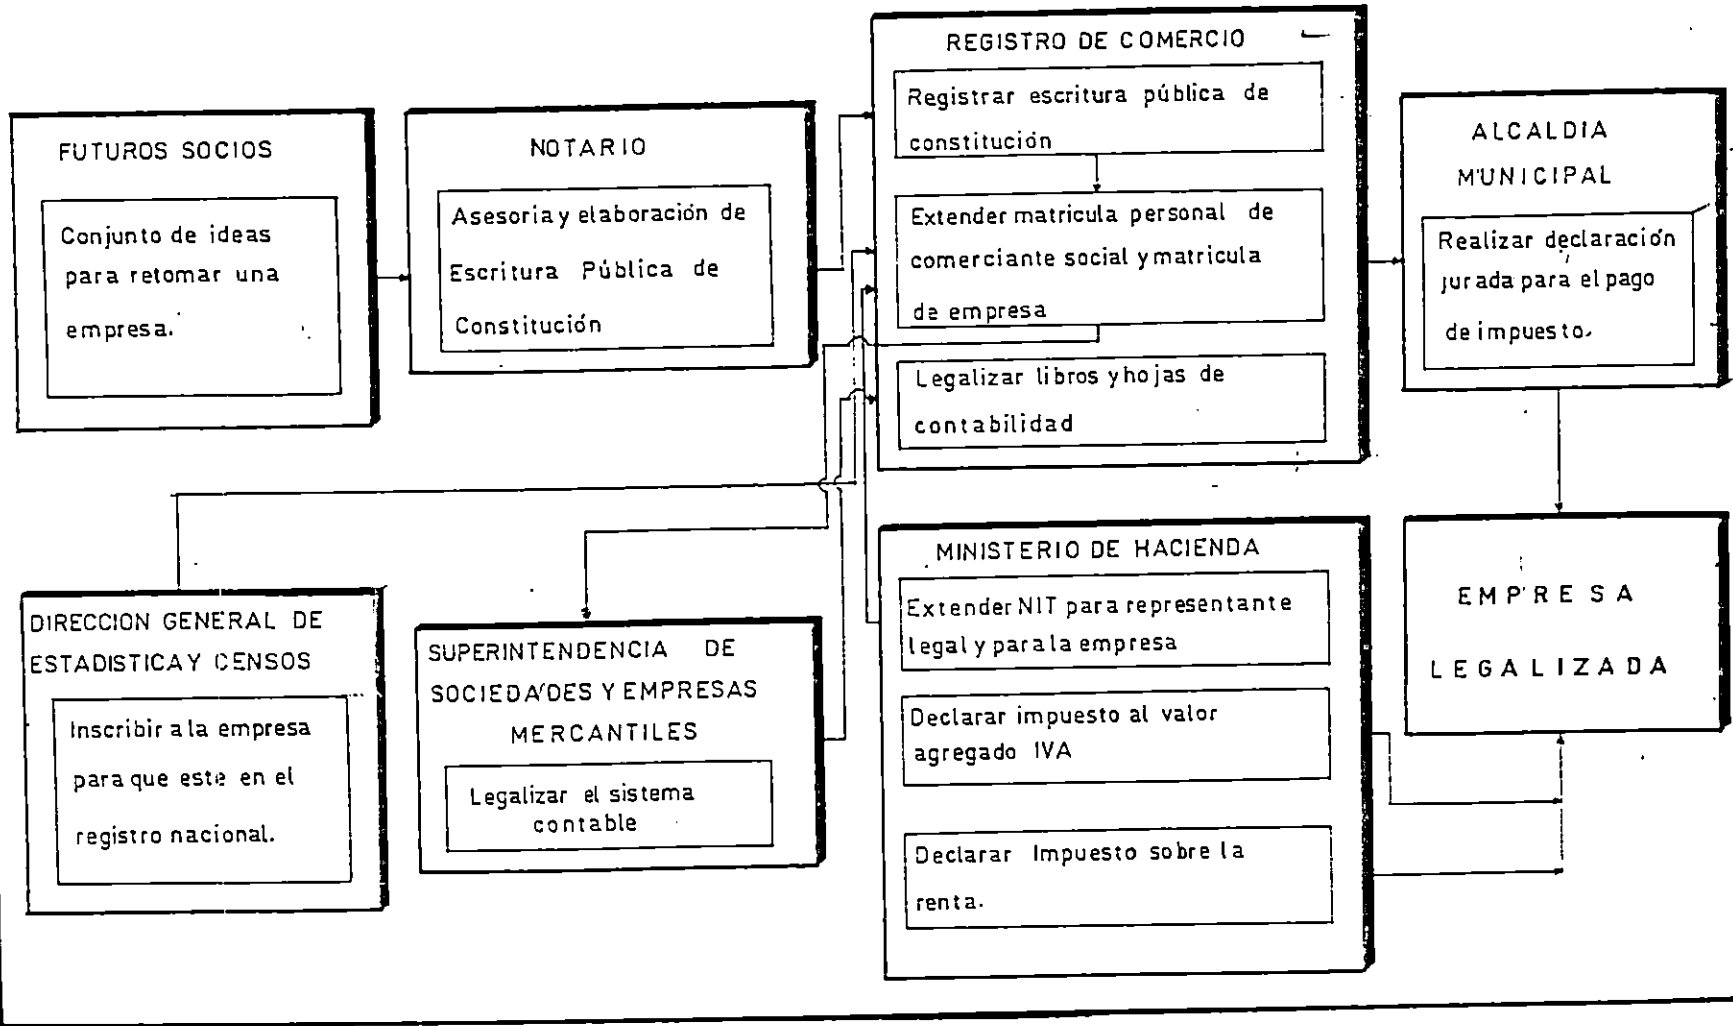 FUTUROS SOCIOS
Conjunto de ideas
para retomar una
empresa.
NOTARIO
Asesoria y elaboración de
Escritura Pública de
Constitución
REGISTRO DE COMERCIO
Registrar escritura pública de
constitución
Extender matricula personal de
comerciante social y matricula
de empresa
Legalizar libros y hojas de
contabilidad
ALCALDIA
MUNICIPAL
Realizar declaración
jurada para el pago
de impuesto.
DIRECCION GENERAL DE
ESTADISTICA Y CENSOS
Inscribir a la empresa
para que este en el
registro nacional.
SUPERINTENDENCIA DE
SOCIEDADES Y EMPRESAS
MERCANTILES
Legalizar el sistema
contable
MINISTERIO DE HACIENDA
Extender NIT para representante
legal y para la empresa
Declarar impuesto al valor
agregado IVA
Declarar Impuesto sobre la
renta.
EMPRESA
LEGALIZADA